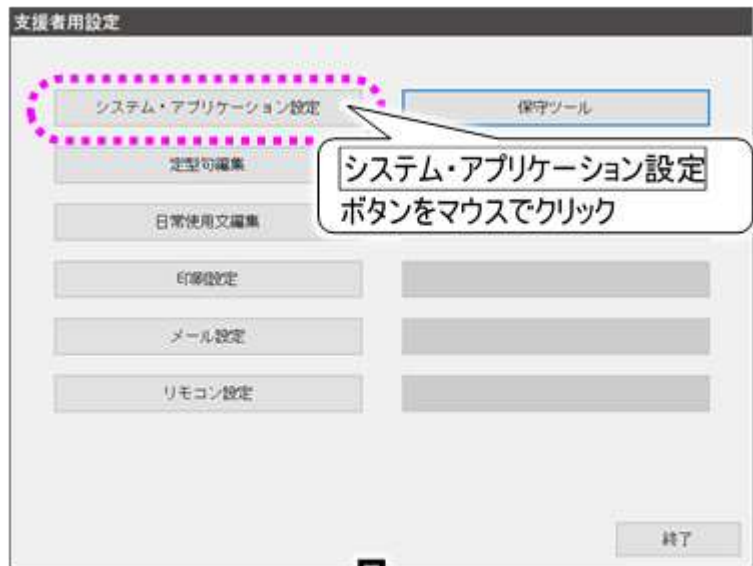 支援者用設定
システム・アプリケーション設定
保守ツール
定型句編集
システム・アプリケーション設定
ボタンをマウスでクリック
日常使用文編集
印刷設定
メール設定
リモコン設定
終了